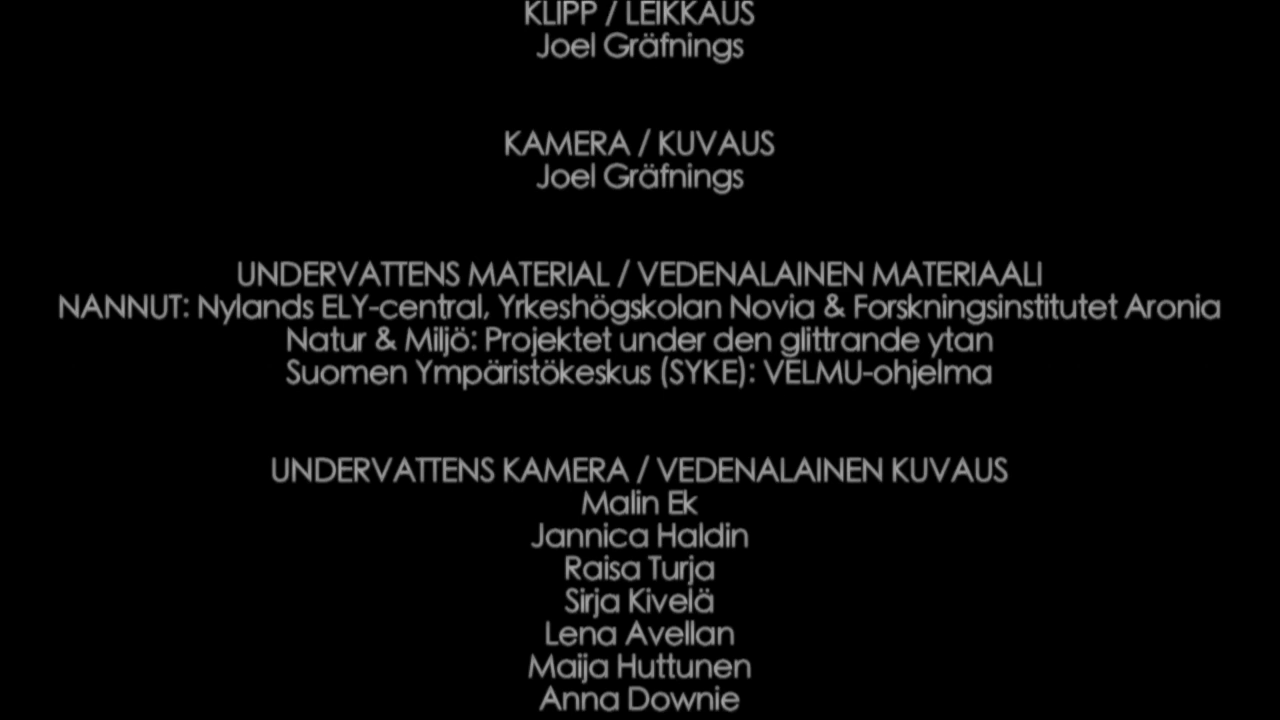 KLIPP / LEIKKAUS
Joel Gräfnings
KAMERA / KUVAUS
Joel Gräfnings
UNDERVATTENS MATERIAL / VEDENALAINEN MATERIAALI
NANNUT: Nylands ELY-central, Yrkeshögskolan Novia & Forskningsinstitutet Aronia
Natur & Miljö: Projektet under den glittrande ytan
Suomen Ympäristökeskus (SYKE): VELMU-ohjelma
UNDERVATTENS KAMERA / VEDENALAINEN KUVAUS
Malin Ek
Jannica Haldin
Raisa Turja
Sirja Kivelä
Lena Avellan
Maija Huttunen
Anna Downie